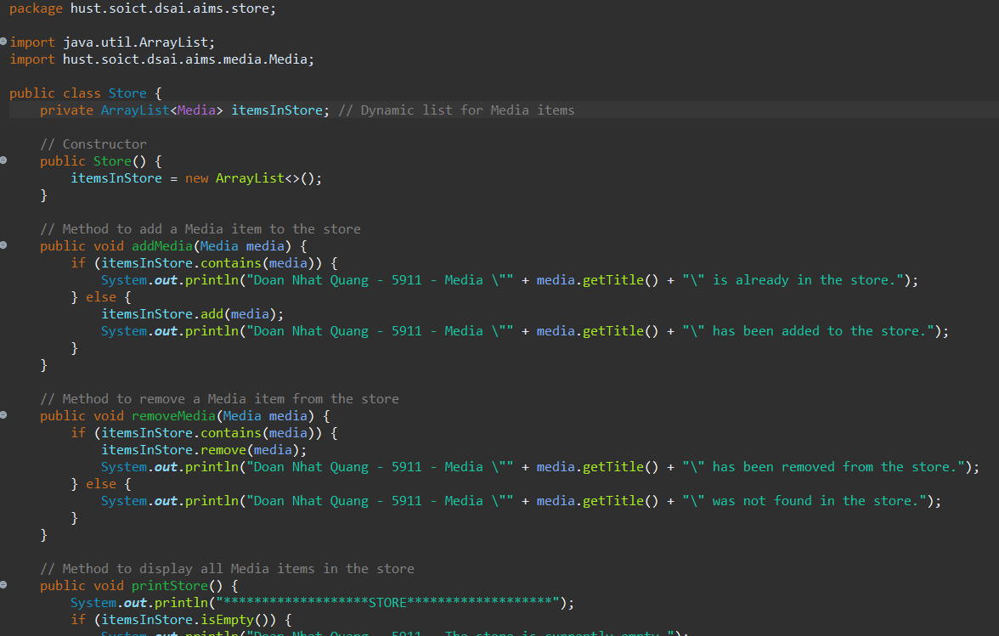 package hust.soict.dsai.aims.store;
import java.util.ArrayList;
import hust.soict.dsai.aims.media.Media;
public class Store {
private ArrayList<Media> itemsInStore; // Dynamic list for Media items
// Constructor
public Store() {
itemsInStore = new ArrayList<>();
}
// Method to add a Media item to the store
public void addMedia(Media media) {
if (itemsInStore.contains(media)) {
System.out.println("Doan Nhat Quang - 5911 - Media \"" + media.getTitle() + "\" is already in the store.");
} else {
itemsInStore.add(media);
System.out.println("Doan Nhat Quang - 5911 - Media \"" + media.getTitle() + "\" has been added to the store.");
}
}
// Method to remove a Media item from the store
public void removeMedia(Media media) {
if (itemsInStore.contains(media)) {
itemsInStore.remove(media);
System.out.println("Doan Nhat Quang - 5911 - Media \"" + media.getTitle() + "\" has been removed from the store.");
} else {
System.out.println("Doan Nhat Quang - 5911 - Media \"" + media.getTitle() + "\" was not found in the store.");
}
}
// Method to display all Media items in the store
public void printStore() {
System.out.println("*******************STORE*******************");
if (itemsInStore.isEmpty()) {
System.out.println("Doan Nhat Quang - 5911 - The store is currently empty.");